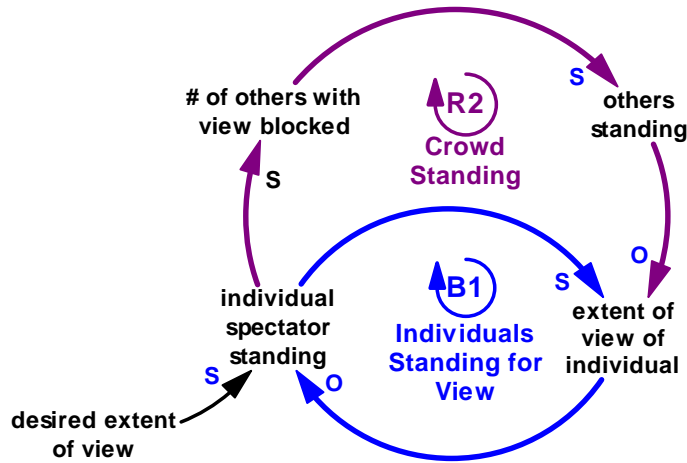 # of others with
view blocked
S
R2
Crowd
Standing
S
others
standing
S
O
individual
spectator
standing
B1
Individuals
Standing for
View
S
extent of
view of
individual
S
O
desired extent
of view